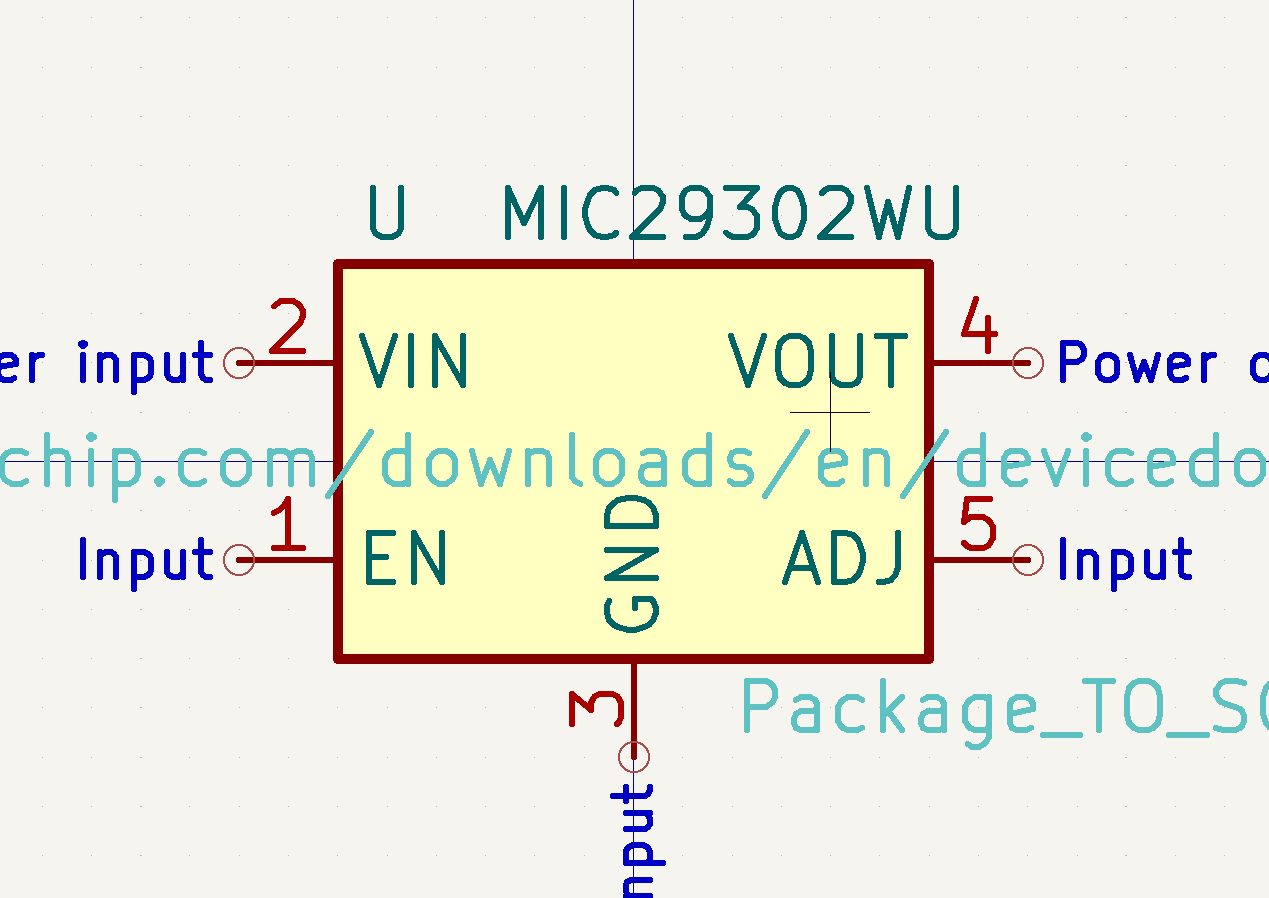 U MIC29302WU
2 4
er input VIN VOUT Power o
chip.com/downloads/en/devicedo
1 5
Input EN GND ADJ Input
3 Package_TO_SO
nput